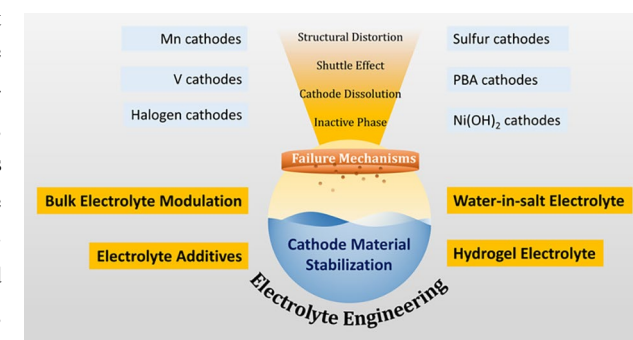 Mn cathodes
V cathodes
Halogen cathodes
Structural Distortion
Shuttle Effect
Cathode Dissolution
Inactive Phase
Sulfur cathodes
PBA cathodes
Ni(OH)₂ cathodes
Failure Mechanisms
Bulk Electrolyte Modulation
Electrolyte Additives
Water-in-salt Electrolyte
Hydrogel Electrolyte
Cathode Material
Stabilization
Electrolyte Engineering